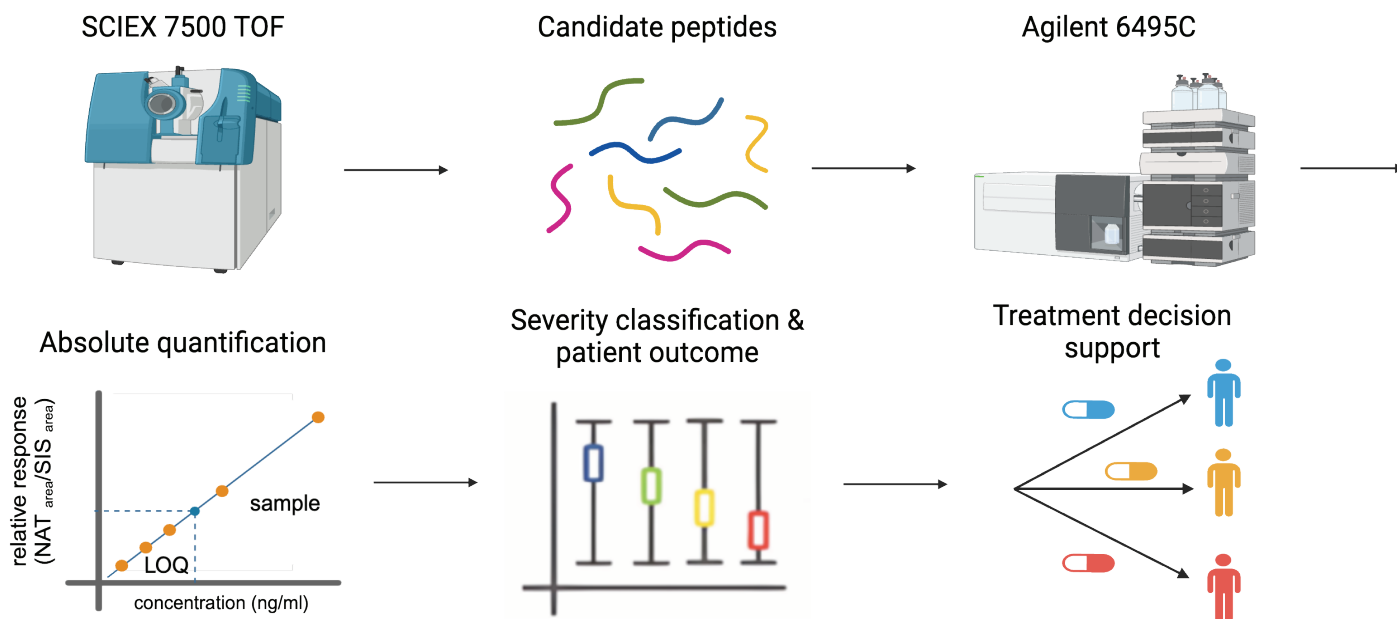 SCIEX 7500 TOF
Candidate peptides
Agilent 6495C
Absolute quantification
relative response
(NAT area/SIS area)
sample
LOQ
concentration (ng/ml)
Severity classification &
patient outcome
Treatment decision
support